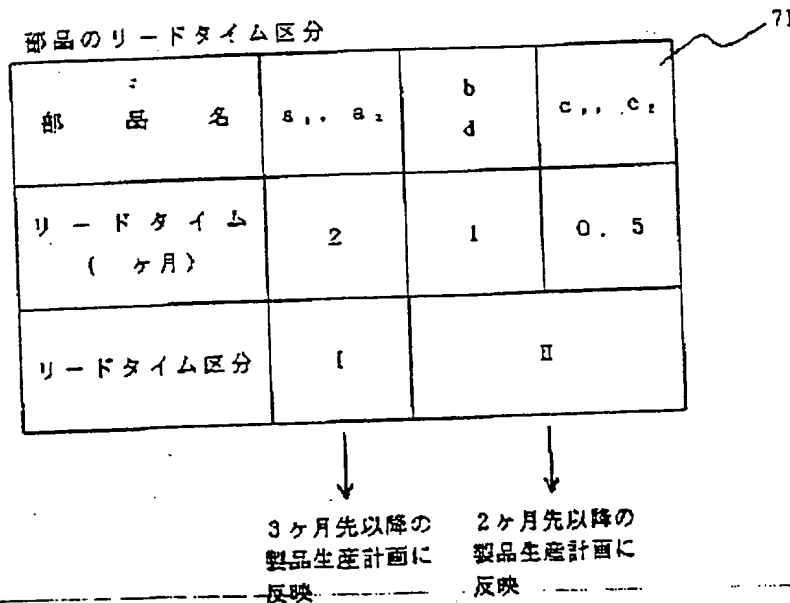 部品のリードタイム区分
71
部 品 名 a₁, a₂ b d c₁, c₂
リードタイム (ヶ月) 2 1 0.5
リードタイム区分 I II
3ヶ月先以降の
製品生産計画に
反映
2ヶ月先以降の
製品生産計画に
反映